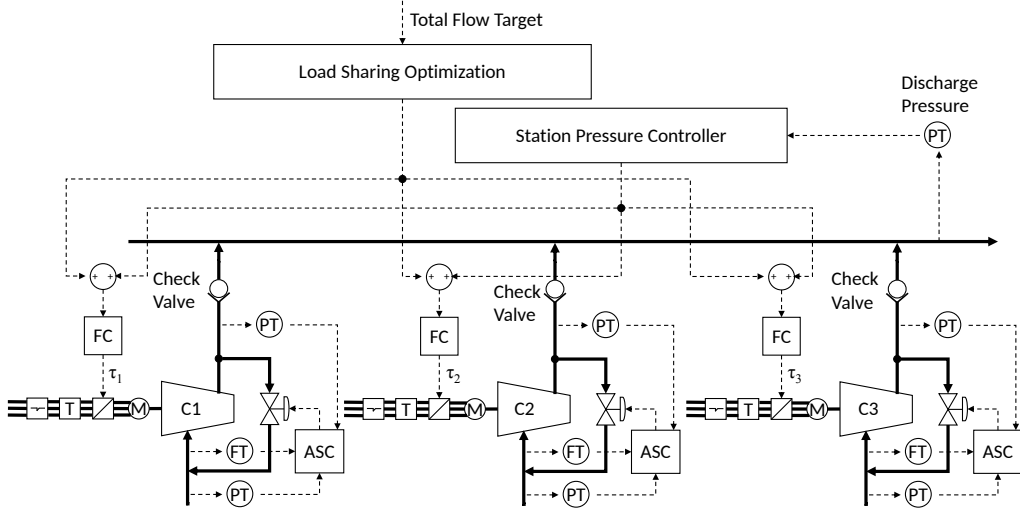 Total Flow Target
Load Sharing Optimization
Discharge
Pressure
Station Pressure Controller
PT
+ +
+ +
+ +
Check
Valve
Check
Valve
Check
Valve
FC
PT
FC
PT
FC
PT
τ1
τ2
τ3
T
M
C1
T
M
C2
T
M
C3
FT
ASC
FT
ASC
FT
ASC
PT
PT
PT